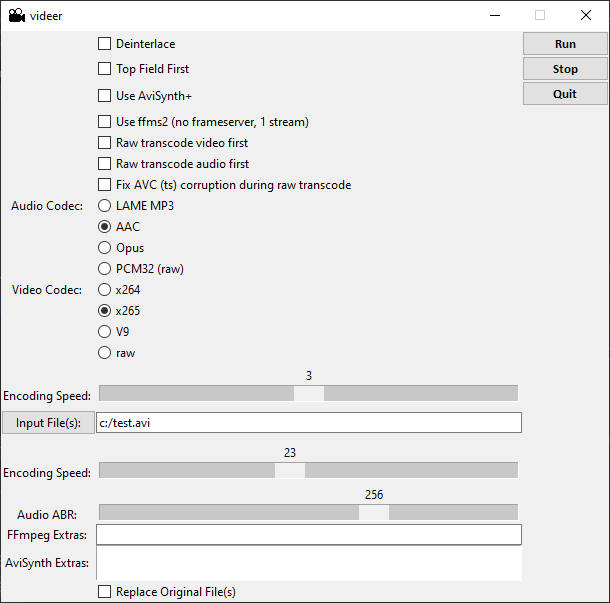 videer
Deinterlace
Run
Top Field First
Stop
Use AviSynth+
Quit
Use ffms2 (no frameserver, 1 stream)
Raw transcode video first
Raw transcode audio first
Fix AVC (ts) corruption during raw transcode
Audio Codec:
LAME MP3
AAC
Opus
PCM32 (raw)
Video Codec:
x264
x265
V9
raw
3
Encoding Speed:
Input File(s):
c:/test.avi
23
Encoding Speed:
256
Audio ABR:
FFmpeg Extras:
AviSynth Extras:
Replace Original File(s)